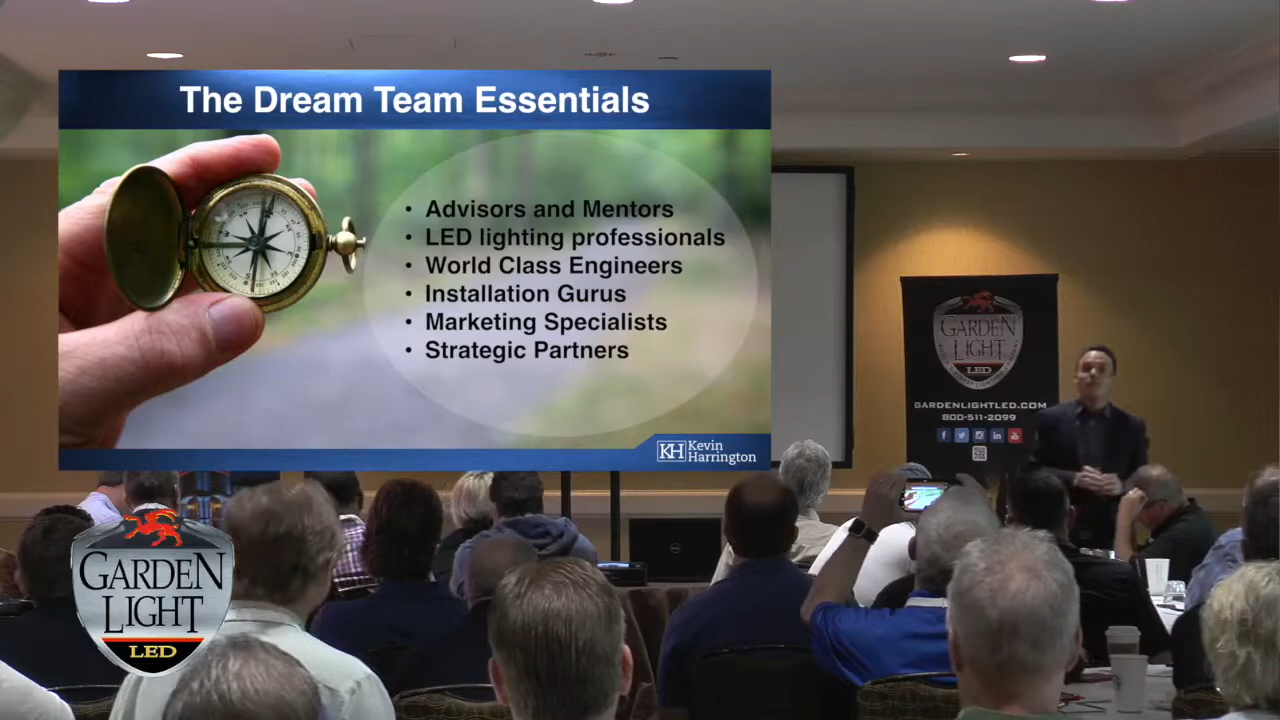 The Dream Team Essentials
• Advisors and Mentors
• LED lighting professionals
• World Class Engineers
• Installation Gurus
• Marketing Specialists
• Strategic Partners
KH Kevin
Harrington
GARDEN
LIGHT
LED
GARDENLIGHTLED.COM
800-511-2099
GARDEN
LIGHT
LED